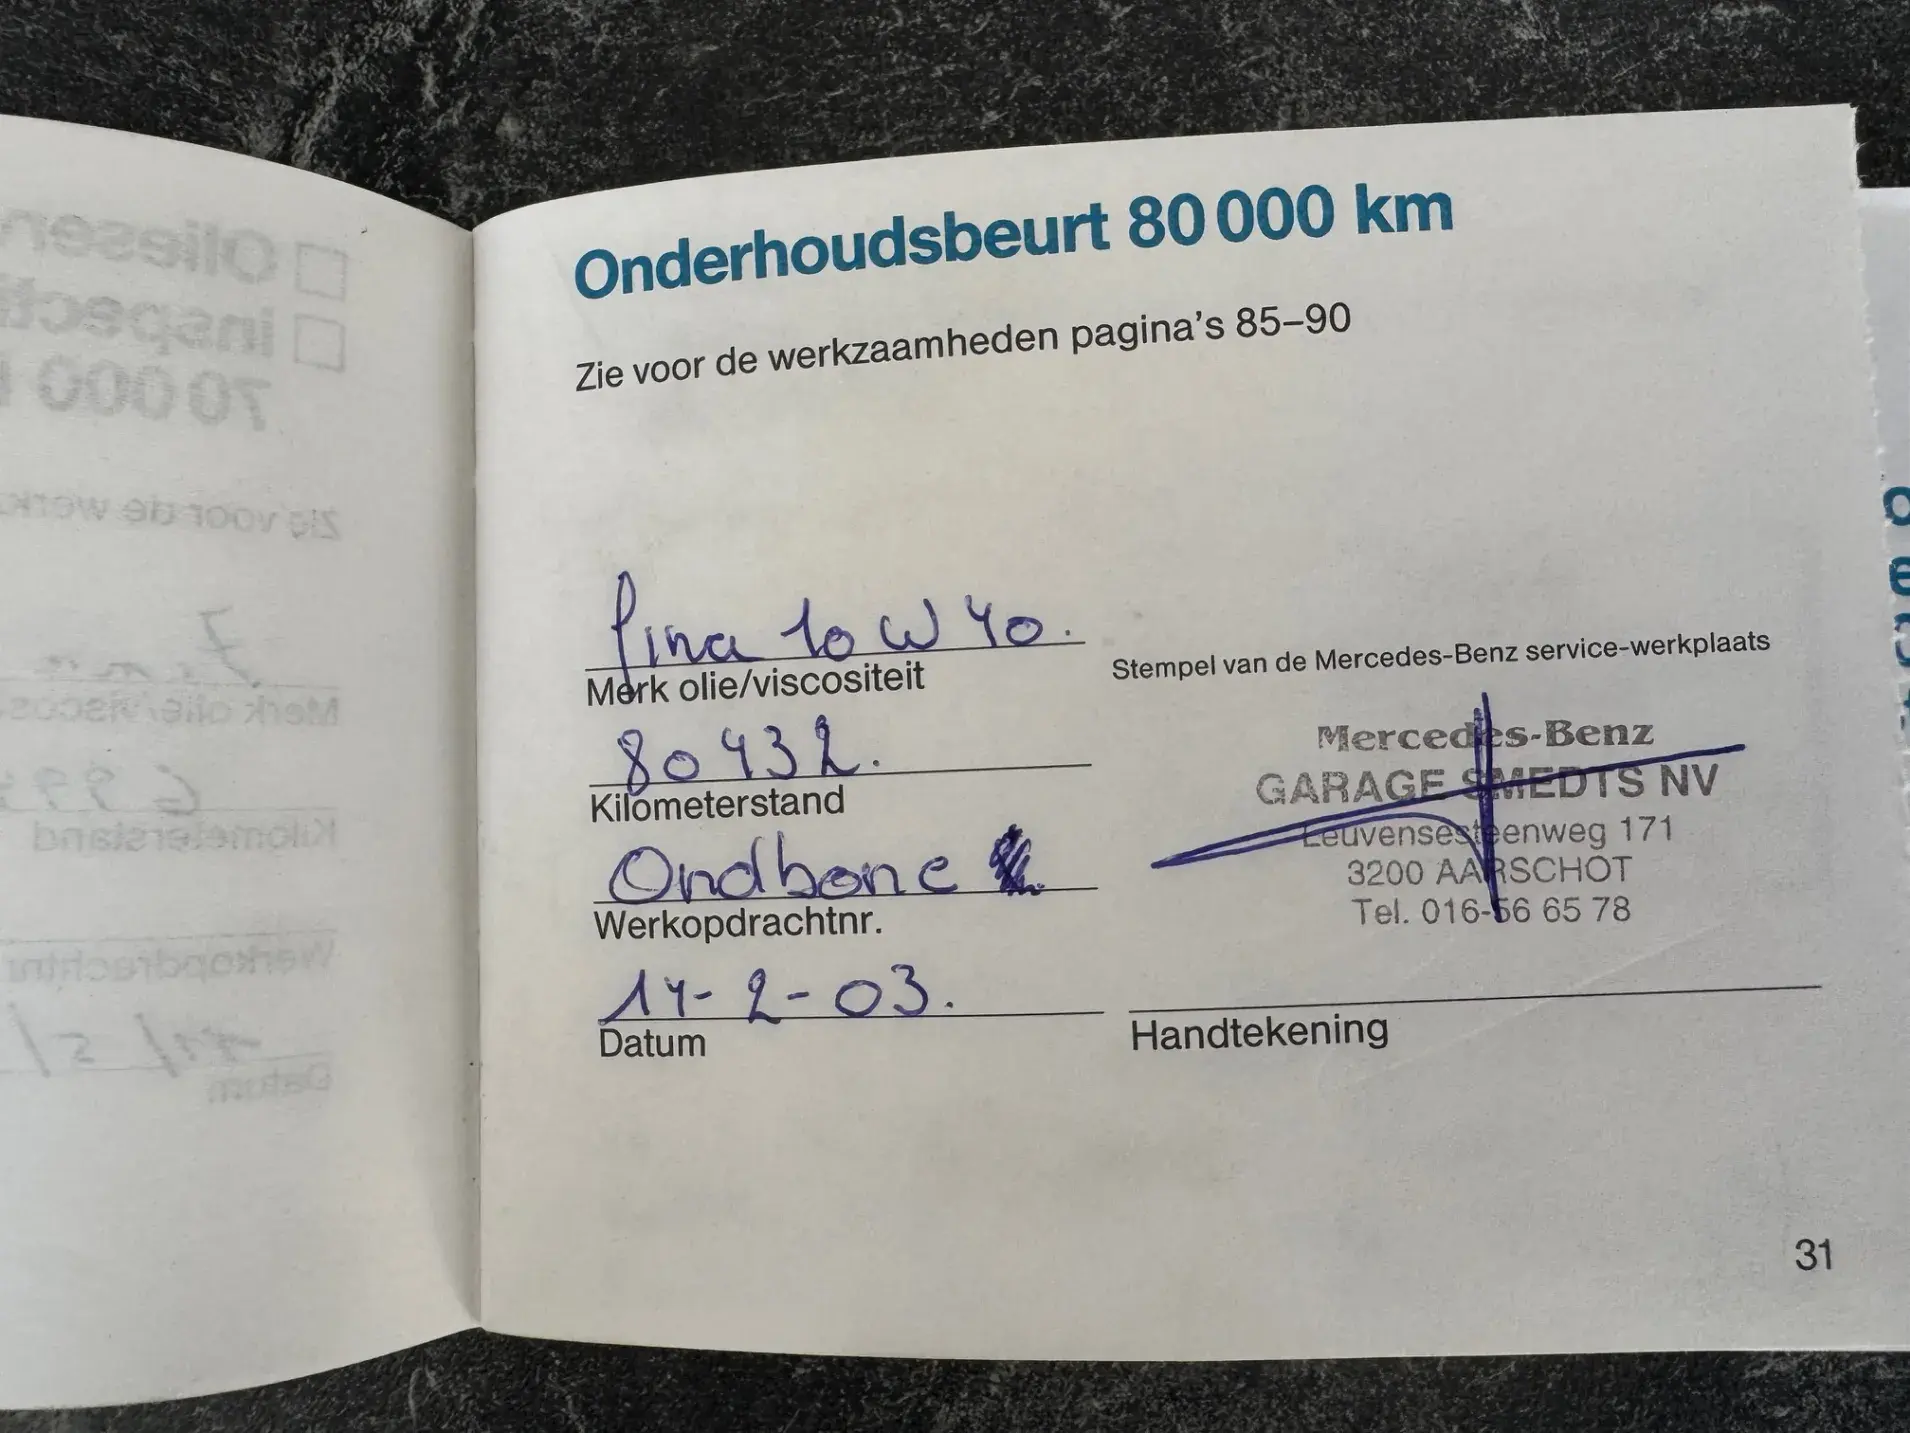 Onderhoudsbeurt 80 000 km
Zie voor de werkzaamheden pagina's 85–90
fina 10 W 40.
Merk olie/viscositeit
80432.
Kilometerstand
Werkopdrachtnr.
14-2-03.
Datum
Stempel van de Mercedes-Benz service-werkplaats
Mercedes-Benz
GARAGE SMEDTS NV
Leuvensesteenweg 171
3200 AARSCHOT
Tel. 016-56 65 78
Handtekening
31